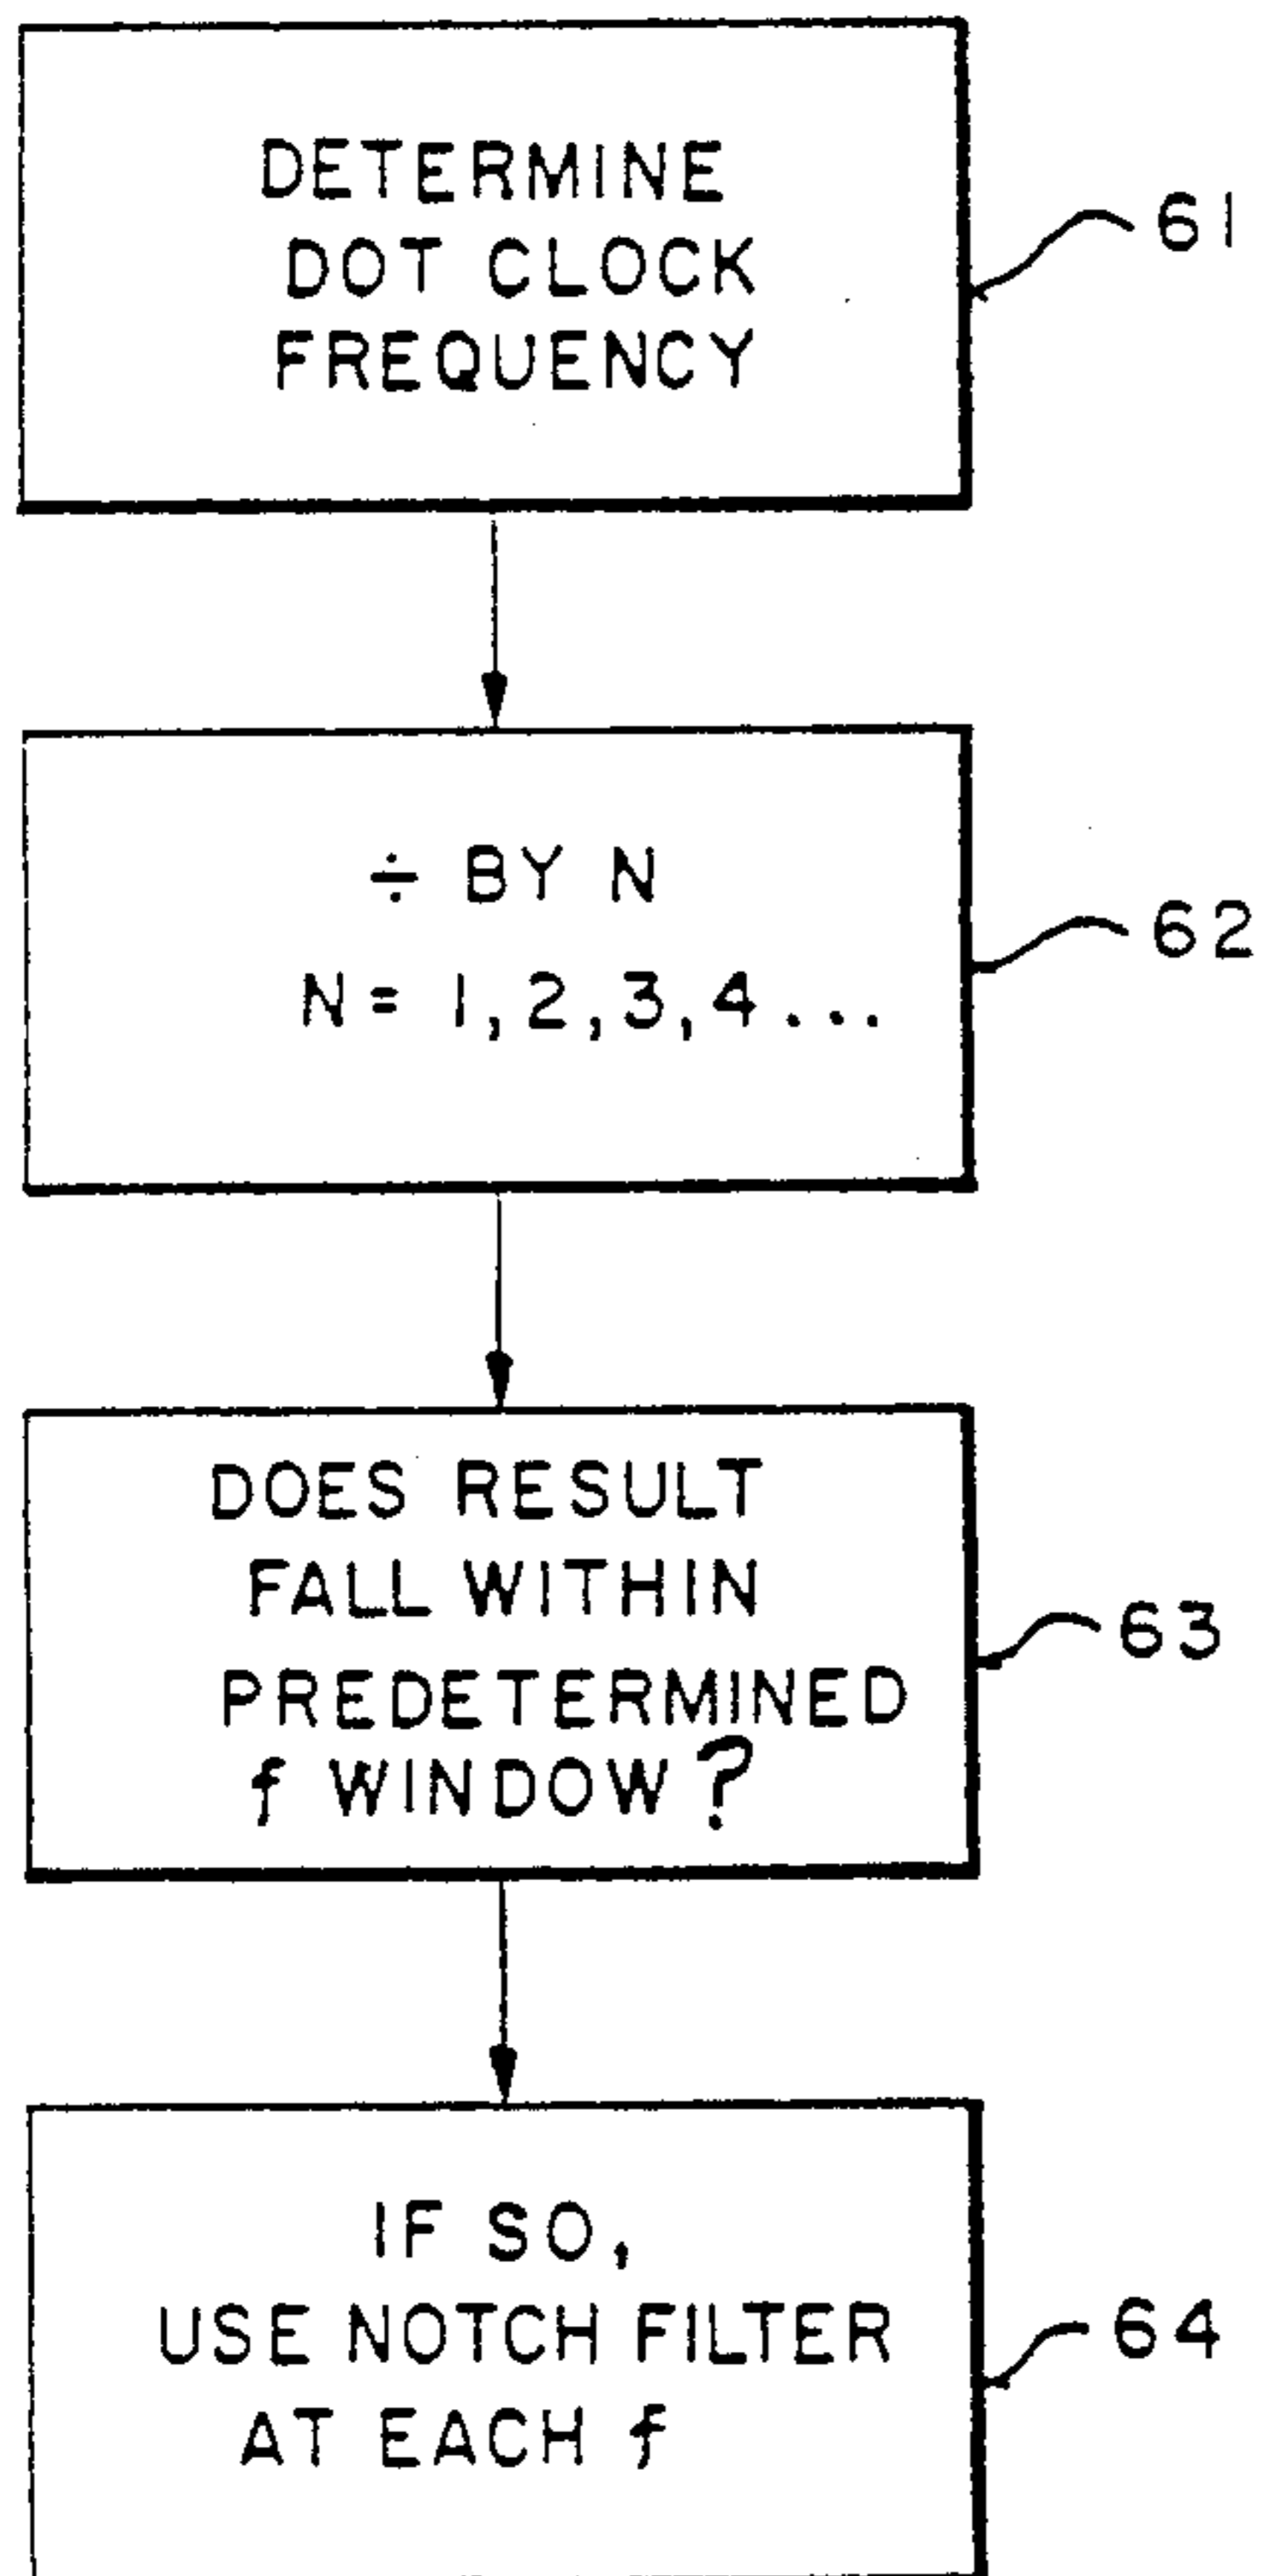 DETERMINE
DOT CLOCK
FREQUENCY
61
÷ BY N
N = 1, 2, 3, 4 ...
62
DOES RESULT
FALL WITHIN
PREDETERMINED
f WINDOW?
63
IF SO,
USE NOTCH FILTER
AT EACH f
64